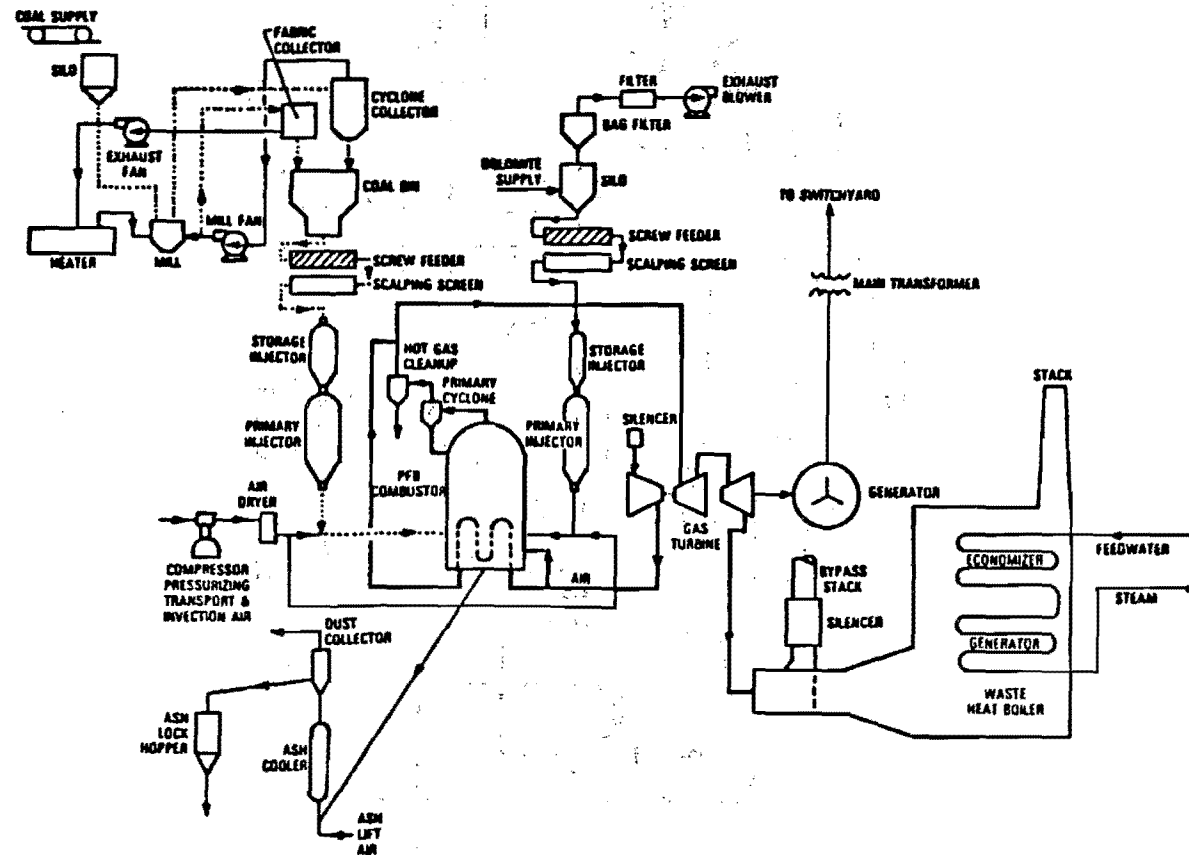 COAL SUPPLY
SILO
FABRIC
COLLECTOR
CYCLONE
COLLECTOR
EXHAUST
FAN
COAL BIN
MILL FAN
HEATER
MILL
SCREW FEEDER
SCALPING SCREEN
STORAGE
INJECTOR
PRIMARY
INJECTOR
AIR
DRYER
COMPRESSOR
PRESSURIZING
TRANSPORT &
INJECTION AIR
FILTER
EXHAUST
BLOWER
BAG FILTER
DOLOMITE
SUPPLY
SILO
SCREW FEEDER
SCALPING SCREEN
HOT GAS
CLEANUP
PRIMARY
CYCLONE
STORAGE
INJECTOR
PRIMARY
INJECTOR
PFB
COMBUSTOR
AIR
SILENCER
GAS
TURBINE
TO SWITCHYARD
MAIN TRANSFORMER
GENERATOR
STACK
BYPASS
STACK
SILENCER
ECONOMIZER
FEEDWATER
STEAM
GENERATOR
WASTE
HEAT BOILER
DUST
COLLECTOR
ASH
LOCK
HOPPER
ASH
COOLER
ASH
LIFT
AIR